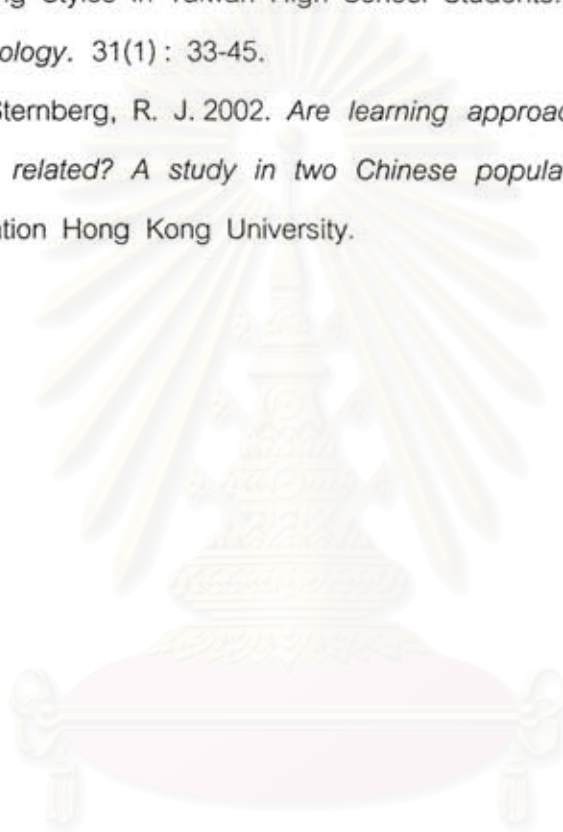 ng Styles in Taiwan High School Students.
ology. 31(1) : 33-45.
Sternberg, R. J. 2002. Are learning approac
related? A study in two Chinese popula
ation Hong Kong University.